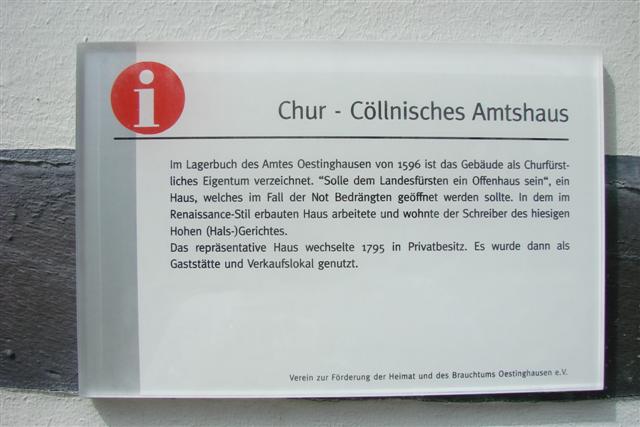 i
Chur - Cöllnisches Amtshaus
Im Lagerbuch des Amtes Oestinghausen von 1596 ist das Gebäude als Churfürst-
liches Eigentum verzeichnet. “Solle dem Landesfürsten ein Offenhaus sein“, ein
Haus, welches im Fall der Not Bedrängten geöffnet werden sollte. In dem im
Renaissance-Stil erbauten Haus arbeitete und wohnte der Schreiber des hiesigen
Hohen (Hals-)Gerichtes.
Das repräsentative Haus wechselte 1795 in Privatbesitz. Es wurde dann als
Gaststätte und Verkaufslokal genutzt.
Verein zur Förderung der Heimat und des Brauchtums Oestinghausen e.V.